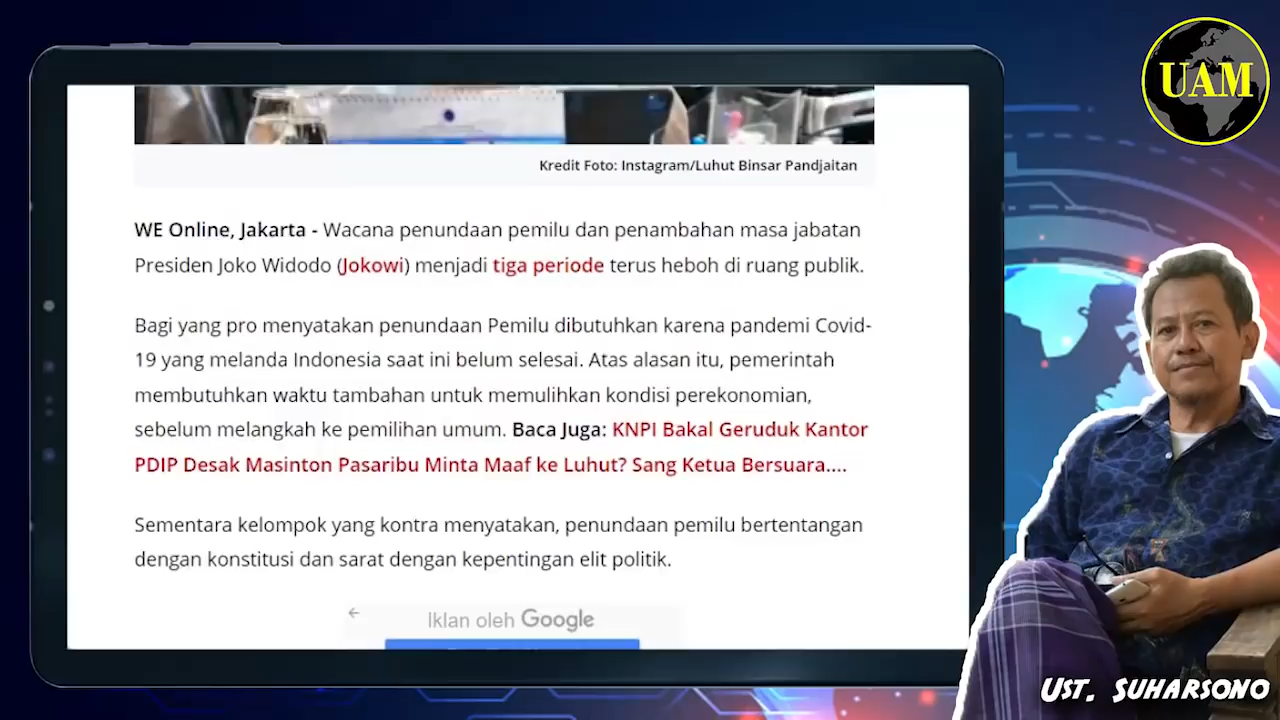 UAM
Kredit Foto: Instagram/Luhut Binsar Pandjaitan
WE Online, Jakarta - Wacana penundaan pemilu dan penambahan masa jabatan
Presiden Joko Widodo (Jokowi) menjadi tiga periode terus heboh di ruang publik.
Bagi yang pro menyatakan penundaan Pemilu dibutuhkan karena pandemi Covid-
19 yang melanda Indonesia saat ini belum selesai. Atas alasan itu, pemerintah
membutuhkan waktu tambahan untuk memulihkan kondisi perekonomian,
sebelum melangkah ke pemilihan umum. Baca Juga: KNPI Bakal Geruduk Kantor
PDIP Desak Masinton Pasaribu Minta Maaf ke Luhut? Sang Ketua Bersuara....
Sementara kelompok yang kontra menyatakan, penundaan pemilu bertentangan
dengan konstitusi dan sarat dengan kepentingan elit politik.
Iklan oleh Google
UST. SUHARSONO